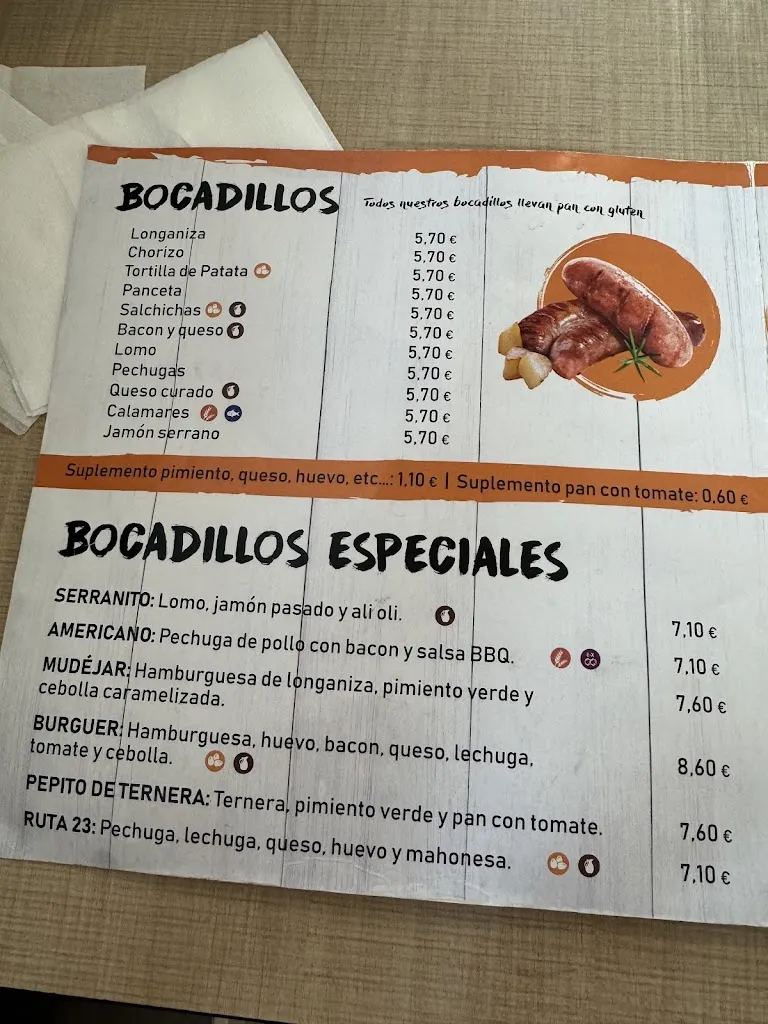 BOCADILLOS Todos nuestros bocadillos llevan pan con gluten
Longaniza 5,70 €
Chorizo 5,70 €
Tortilla de Patata 5,70 €
Panceta 5,70 €
Salchichas 5,70 €
Bacon y queso 5,70 €
Lomo 5,70 €
Pechugas 5,70 €
Queso curado 5,70 €
Calamares 5,70 €
Jamón serrano 5,70 €
Suplemento pimiento, queso, huevo, etc...: 1,10 € | Suplemento pan con tomate: 0,60 €
BOCADILLOS ESPECIALES
SERRANITO: Lomo, jamón pasado y ali oli. 7,10 €
AMERICANO: Pechuga de pollo con bacon y salsa BBQ. 7,10 €
MUDÉJAR: Hamburguesa de longaniza, pimiento verde y 7,60 €
cebolla caramelizada.
BURGUER: Hamburguesa, huevo, bacon, queso, lechuga, 8,60 €
tomate y cebolla.
PEPITO DE TERNERA: Ternera, pimiento verde y pan con tomate. 7,60 €
RUTA 23: Pechuga, lechuga, queso, huevo y mahonesa. 7,10 €